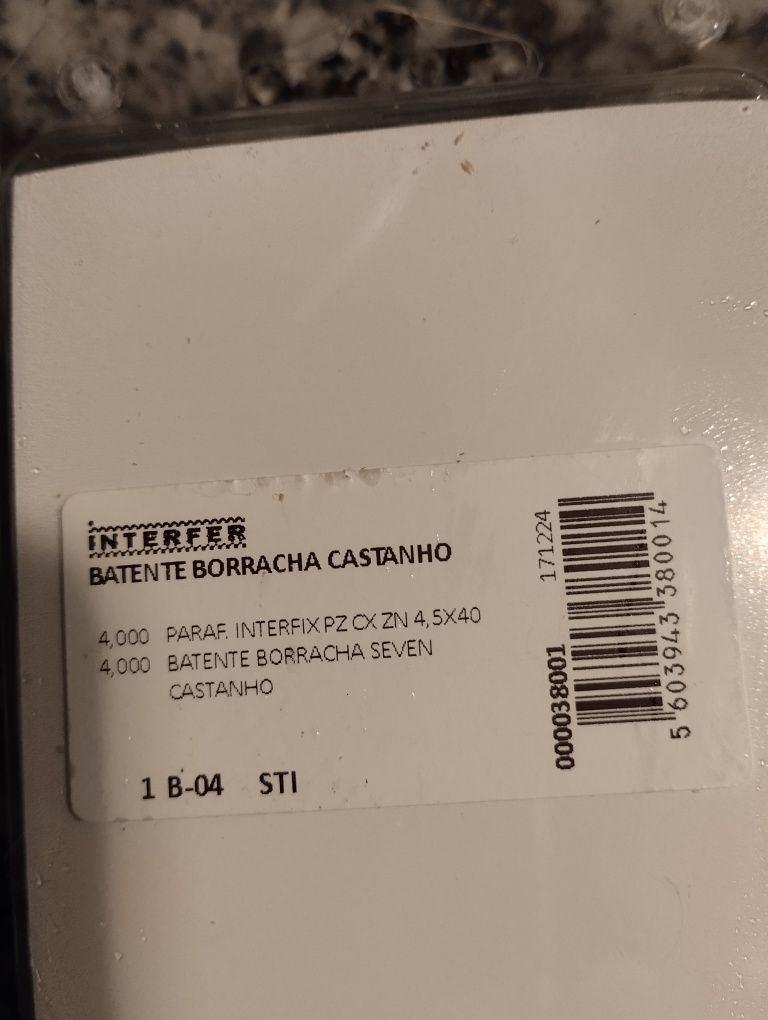 INTERFER
BATENTE BORRACHA CASTANHO
4,000 PARAF. INTERFIX PZ CX ZN 4,5X40
4,000 BATENTE BORRACHA SEVEN
CASTANHO
1 B-04 STI
171224
000038001
5 603943 380014